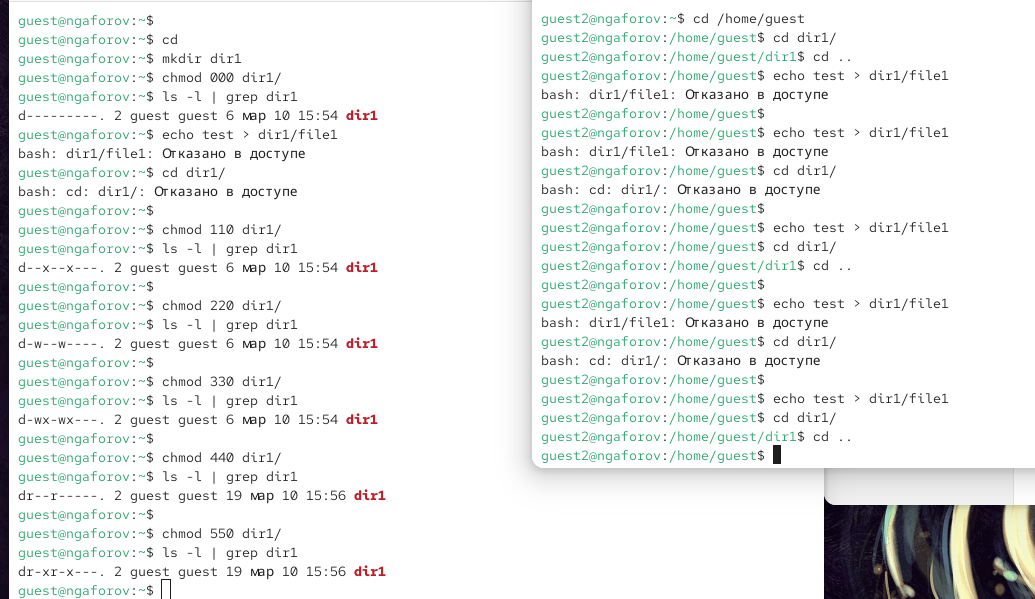 guest@ngaforov:~$
guest@ngaforov:~$ cd
guest@ngaforov:~$ mkdir dir1
guest@ngaforov:~$ chmod 000 dir1/
guest@ngaforov:~$ ls -l | grep dir1
d---------. 2 guest guest 6 мар 10 15:54 dir1
guest@ngaforov:~$ echo test > dir1/file1
bash: dir1/file1: Отказано в доступе
guest@ngaforov:~$ cd dir1/
bash: cd: dir1/: Отказано в доступе
guest@ngaforov:~$
guest@ngaforov:~$ chmod 110 dir1/
guest@ngaforov:~$ ls -l | grep dir1
d--x--x---. 2 guest guest 6 мар 10 15:54 dir1
guest@ngaforov:~$
guest@ngaforov:~$ chmod 220 dir1/
guest@ngaforov:~$ ls -l | grep dir1
d-w--w----. 2 guest guest 6 мар 10 15:54 dir1
guest@ngaforov:~$
guest@ngaforov:~$ chmod 330 dir1/
guest@ngaforov:~$ ls -l | grep dir1
d-wx-wx---. 2 guest guest 6 мар 10 15:54 dir1
guest@ngaforov:~$
guest@ngaforov:~$ chmod 440 dir1/
guest@ngaforov:~$ ls -l | grep dir1
dr--r-----. 2 guest guest 19 мар 10 15:56 dir1
guest@ngaforov:~$
guest@ngaforov:~$ chmod 550 dir1/
guest@ngaforov:~$ ls -l | grep dir1
dr-xr-x---. 2 guest guest 19 мар 10 15:56 dir1
guest@ngaforov:~$
guest2@ngaforov:~$ cd /home/guest
guest2@ngaforov:/home/guest$ cd dir1/
guest2@ngaforov:/home/guest/dir1$ cd ..
guest2@ngaforov:/home/guest$ echo test > dir1/file1
bash: dir1/file1: Отказано в доступе
guest2@ngaforov:/home/guest$
guest2@ngaforov:/home/guest$ echo test > dir1/file1
bash: dir1/file1: Отказано в доступе
guest2@ngaforov:/home/guest$ cd dir1/
bash: cd: dir1/: Отказано в доступе
guest2@ngaforov:/home/guest$
guest2@ngaforov:/home/guest$ echo test > dir1/file1
guest2@ngaforov:/home/guest$ cd dir1/
guest2@ngaforov:/home/guest/dir1$ cd ..
guest2@ngaforov:/home/guest$
guest2@ngaforov:/home/guest$ echo test > dir1/file1
bash: dir1/file1: Отказано в доступе
guest2@ngaforov:/home/guest$ cd dir1/
bash: cd: dir1/: Отказано в доступе
guest2@ngaforov:/home/guest$
guest2@ngaforov:/home/guest$ echo test > dir1/file1
guest2@ngaforov:/home/guest$ cd dir1/
guest2@ngaforov:/home/guest/dir1$ cd ..
guest2@ngaforov:/home/guest$